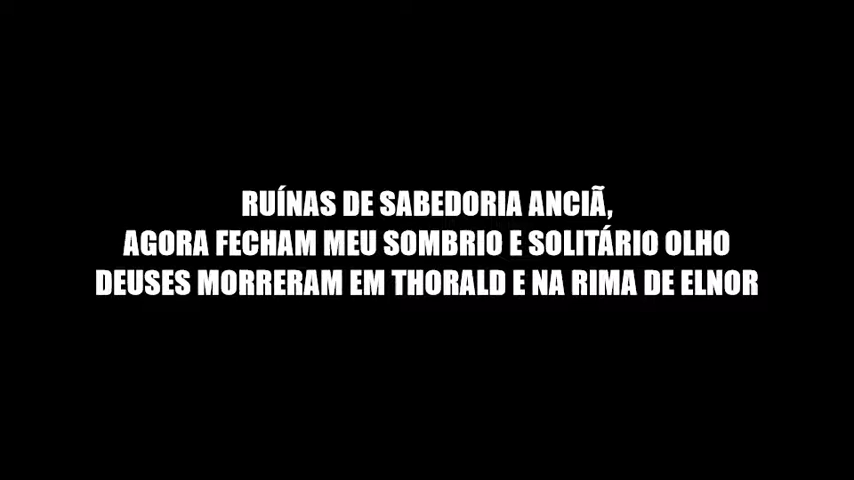 RUÍNAS DE SABEDORIA ANCIÃ,
AGORA FECHAM MEU SOMBRIO E SOLITÁRIO OLHO
DEUSES MORRERAM EM THORALD E NA RIMA DE ELNOR